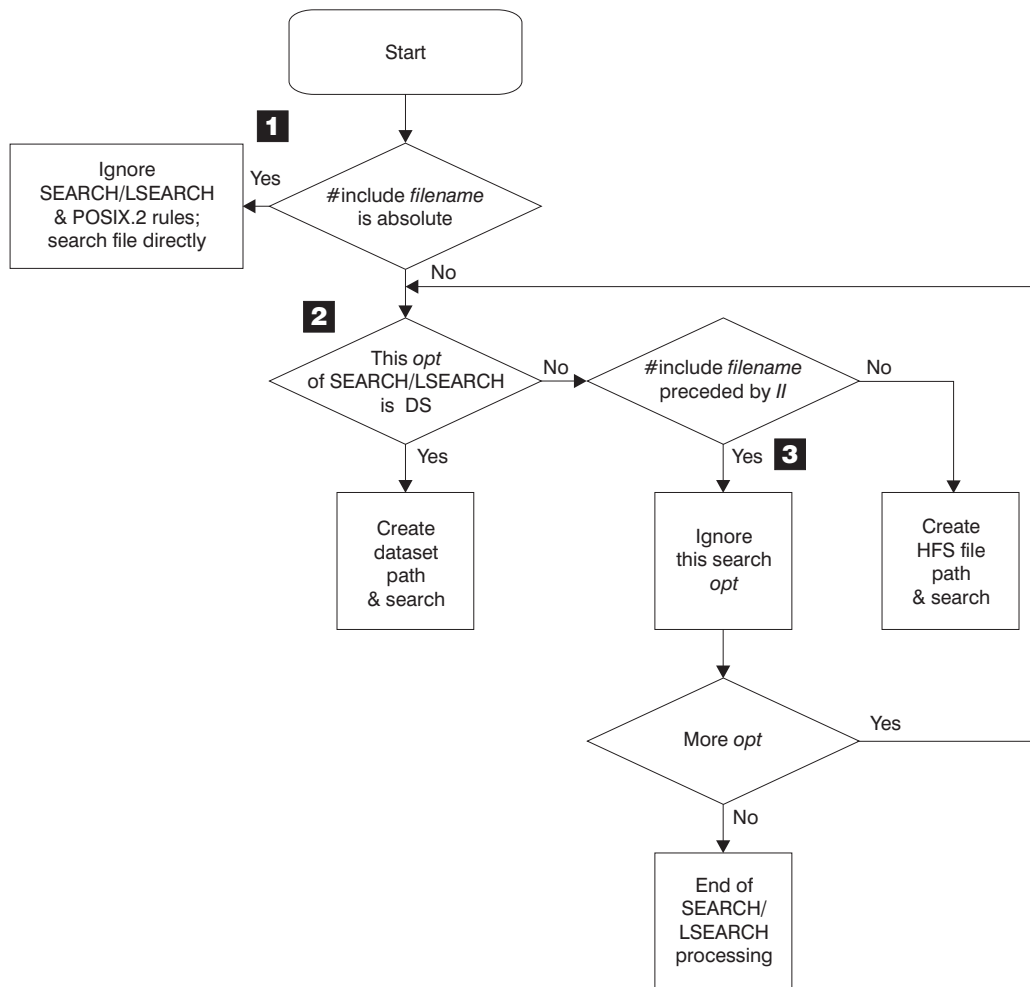 Start
1
Ignore
SEARCH/LSEARCH
& POSIX.2 rules;
search file directly
Yes
#include filename
is absolute
No
2
This opt
of SEARCH/LSEARCH
is DS
No
#include filename
preceded by //
No
Yes
Yes
3
Create
dataset
path
& search
Ignore
this search
opt
Create
HFS file
path
& search
More opt
Yes
No
End of
SEARCH/
LSEARCH
processing